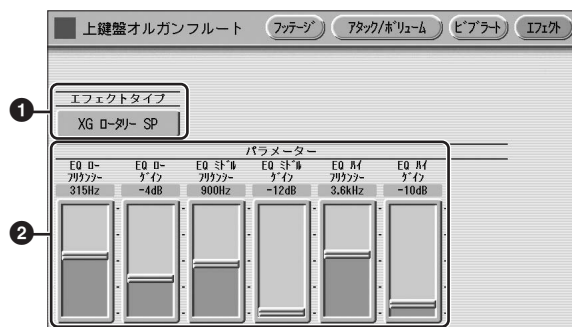 上鍵盤オルガンフルート
フッテージ
アタック/ボリューム
ビブラート
エフェクト
1
エフェクトタイプ
XG ロータリー SP
2
パラメーター
EQ ロー フリケンシー
EQ ロー ゲイン
EQ ミドル フリケンシー
EQ ミドル ゲイン
EQ ハイ フリケンシー
EQ ハイ ゲイン
315Hz
-4dB
900Hz
-12dB
3.6kHz
-10dB